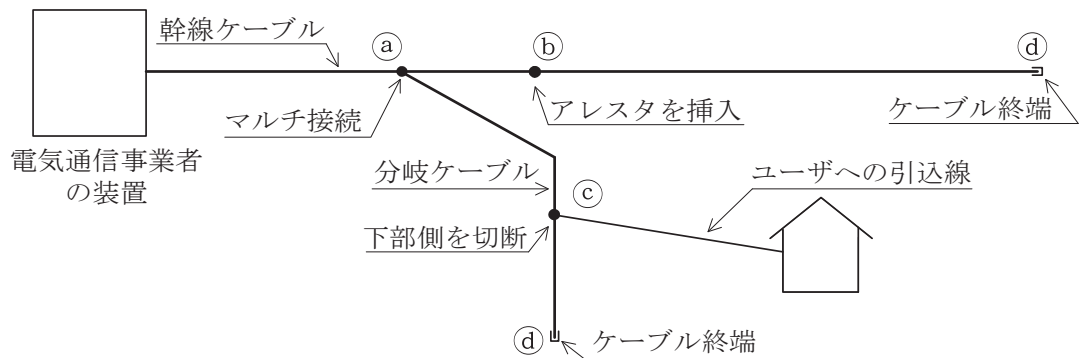 幹線ケーブル
ⓐ
ⓑ
ⓓ
マルチ接続
アレスタを挿入
ケーブル終端
電気通信事業者
の装置
分岐ケーブル
ⓒ
ユーザへの引込線
下部側を切断
ⓓ
ケーブル終端